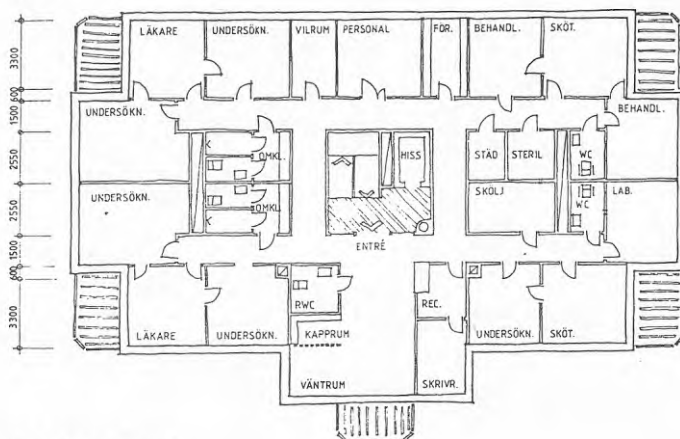 LÄKARE
UNDERSÖKN.
VILRUM
PERSONAL
FÖR.
BEHANDL.
SKÖT.
3300
600
1500
2550
2550
1500
600
3300
UNDERSÖKN.
BEHANDL.
OMKL.
HISS
STÄD
STERIL
WC
UNDERSÖKN.
OMKL.
SKÖLJ
WC
LAB.
ENTRÉ
RWC
REC.
LÄKARE
UNDERSÖKN.
KAPPRUM
UNDERSÖKN.
SKÖT.
VÄNTRUM
SKRIVR.